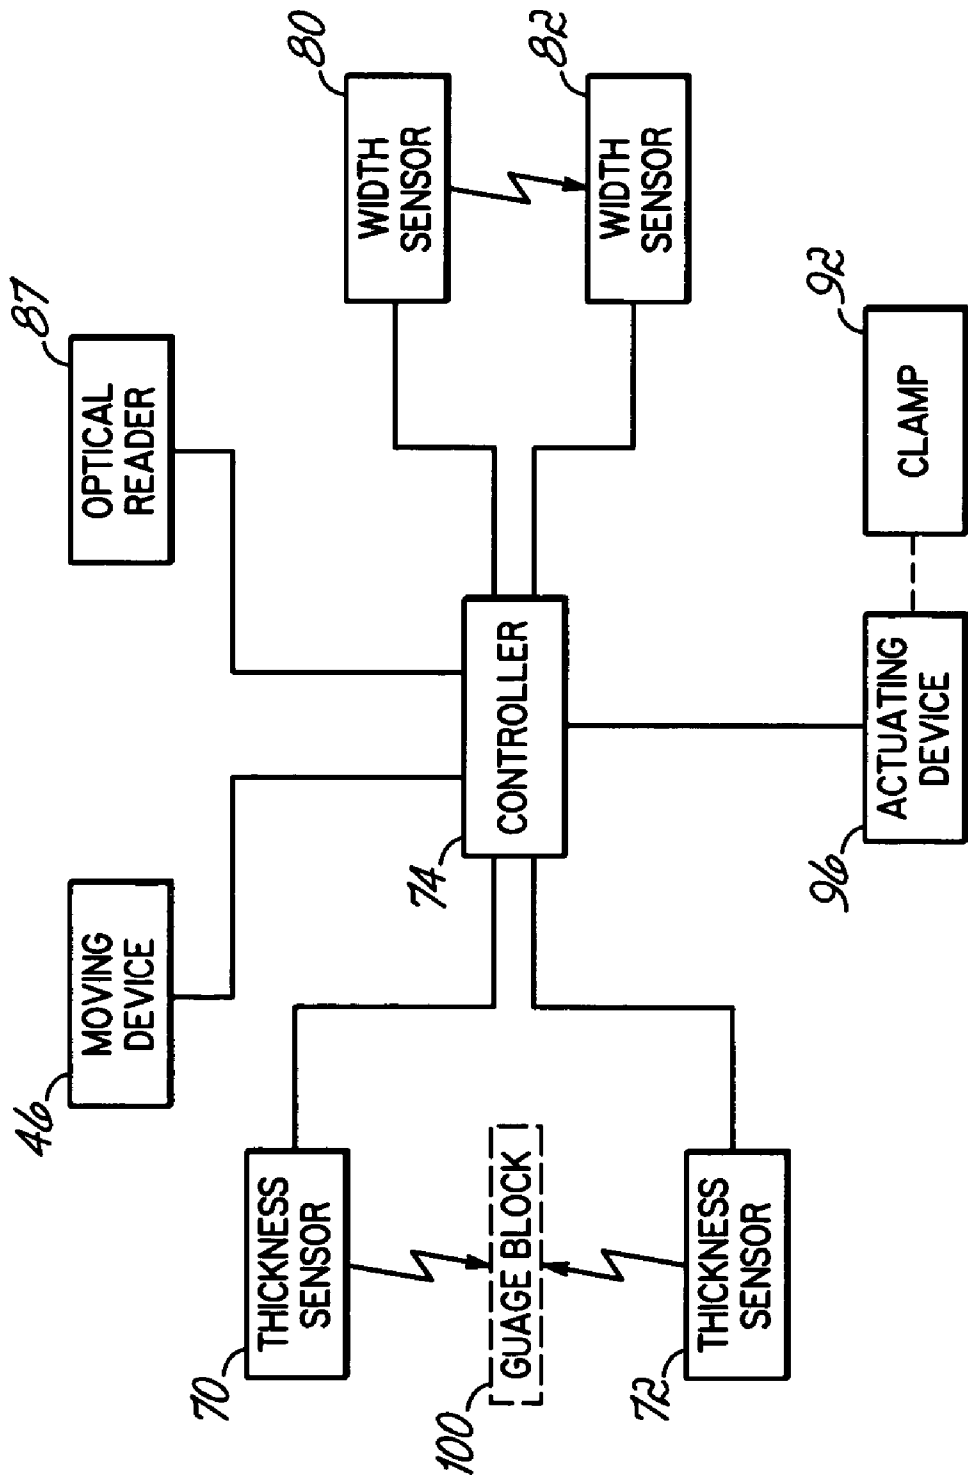 46
MOVING
DEVICE
87
OPTICAL
READER
70
THICKNESS
SENSOR
100
GUAGE BLOCK
72
THICKNESS
SENSOR
74
CONTROLLER
80
WIDTH
SENSOR
82
WIDTH
SENSOR
96
ACTUATING
DEVICE
92
CLAMP